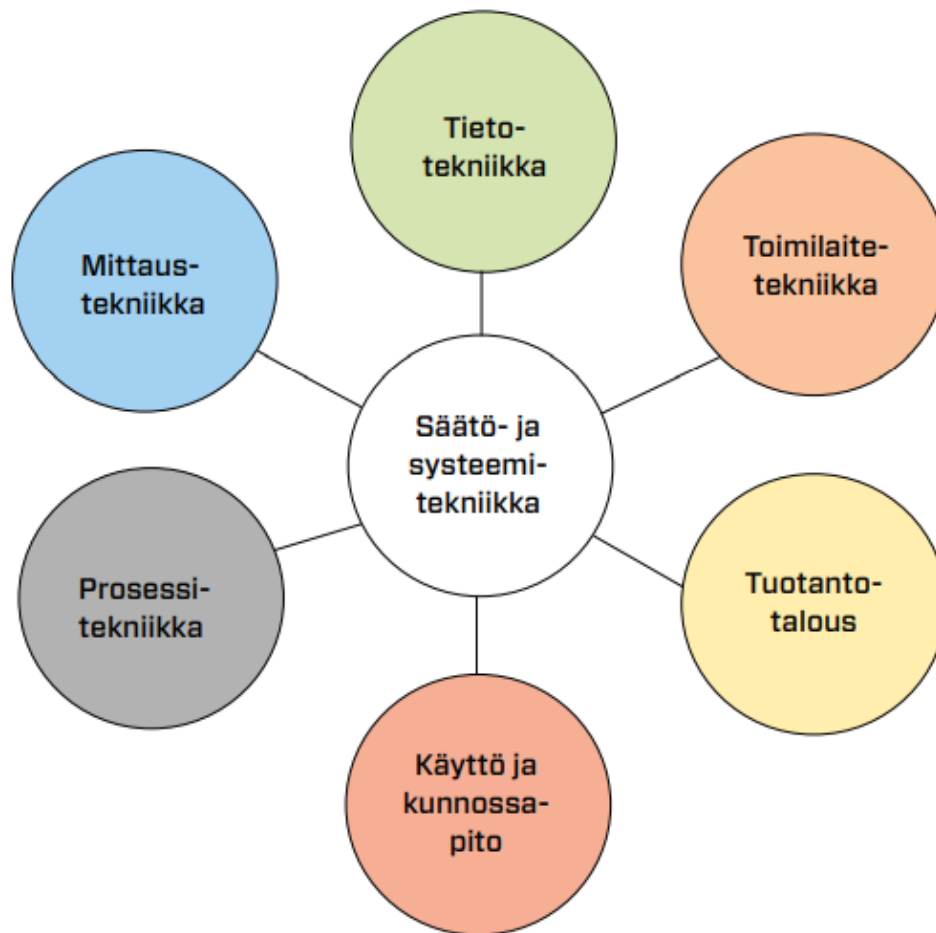 Tieto-
tekniikka
Mittaus-
tekniikka
Toimilaite-
tekniikka
Säätö- ja
systeemi-
tekniikka
Prosessi-
tekniikka
Tuotanto-
talous
Käyttö ja
kunnossa-
pito